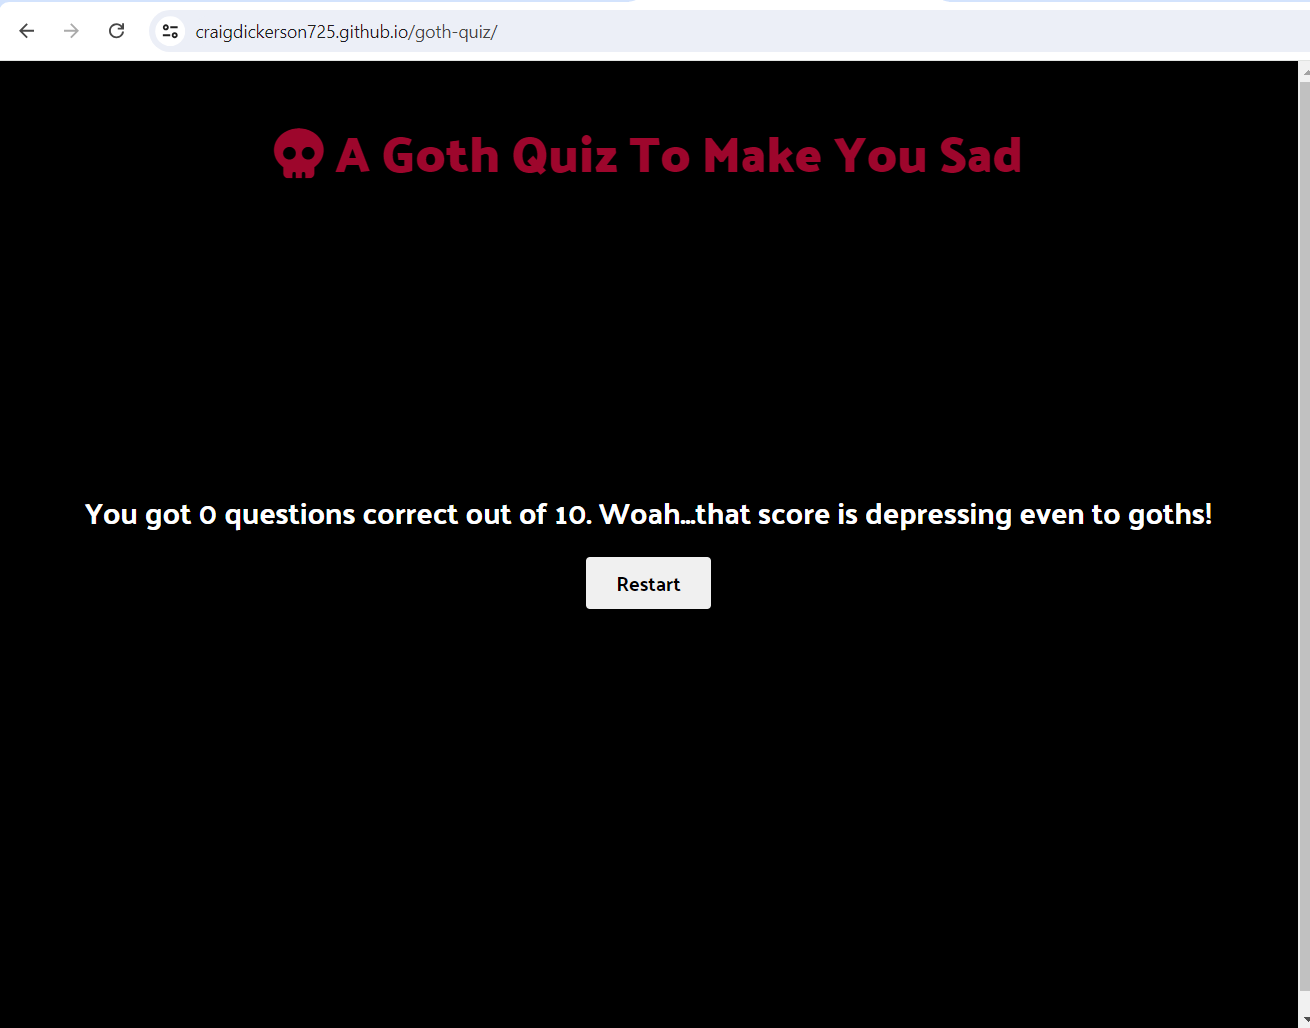 craigdickerson725.github.io/goth-quiz/
A Goth Quiz To Make You Sad
You got 0 questions correct out of 10. Woah...that score is depressing even to goths!
Restart